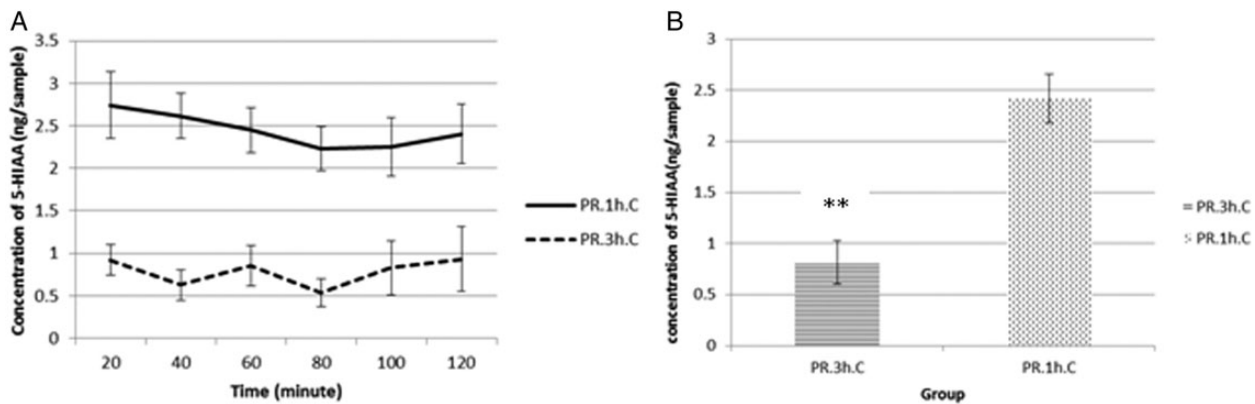 A
Concentration of 5-HIAA(ng/sample)
3.5
3
2.5
2
1.5
1
0.5
0
20 40 60 80 100 120
Time (minute)
PR.1h.C
PR.3h.C
B
concentration of 5-HIAA(ng/sample)
3
2.5
2
1.5
1
0.5
0
**
PR.3h.C PR.1h.C
Group
PR.3h.C
PR.1h.C